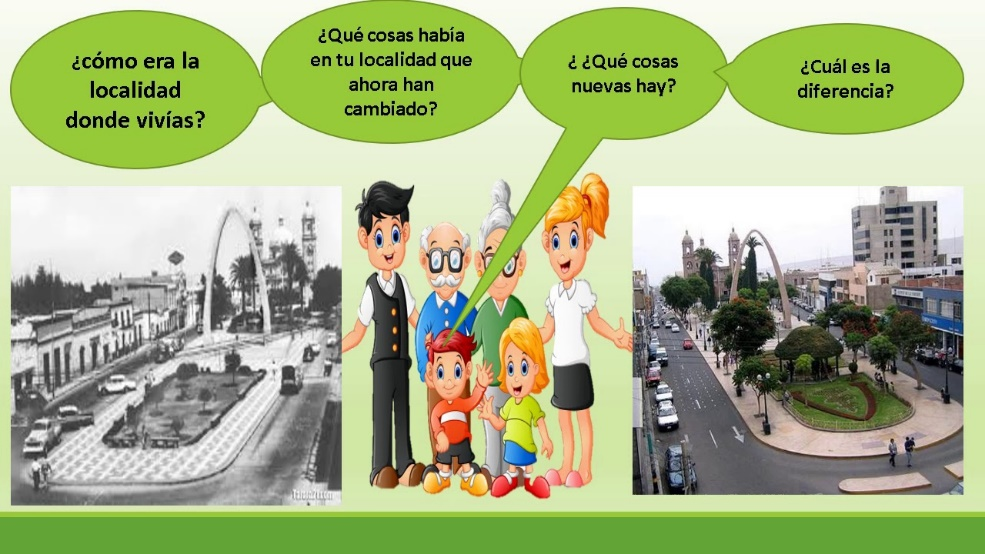 ¿cómo era la
localidad
donde vivías?
¿Qué cosas había
en tu localidad que
ahora han
cambiado?
¿ ¿Qué cosas
nuevas hay?
¿Cuál es la
diferencia?